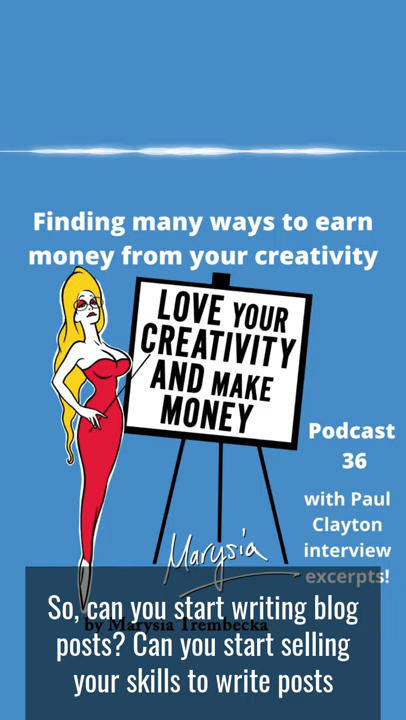 Finding many ways to earn
money from your creativity
LOVE YOUR
CREATIVITY
AND MAKE
MONEY
Podcast
36
with Paul
Clayton
interview
excerpts!
Marysia
by Marysia Trembecka
So, can you start writing blog
posts? Can you start selling
your skills to write posts